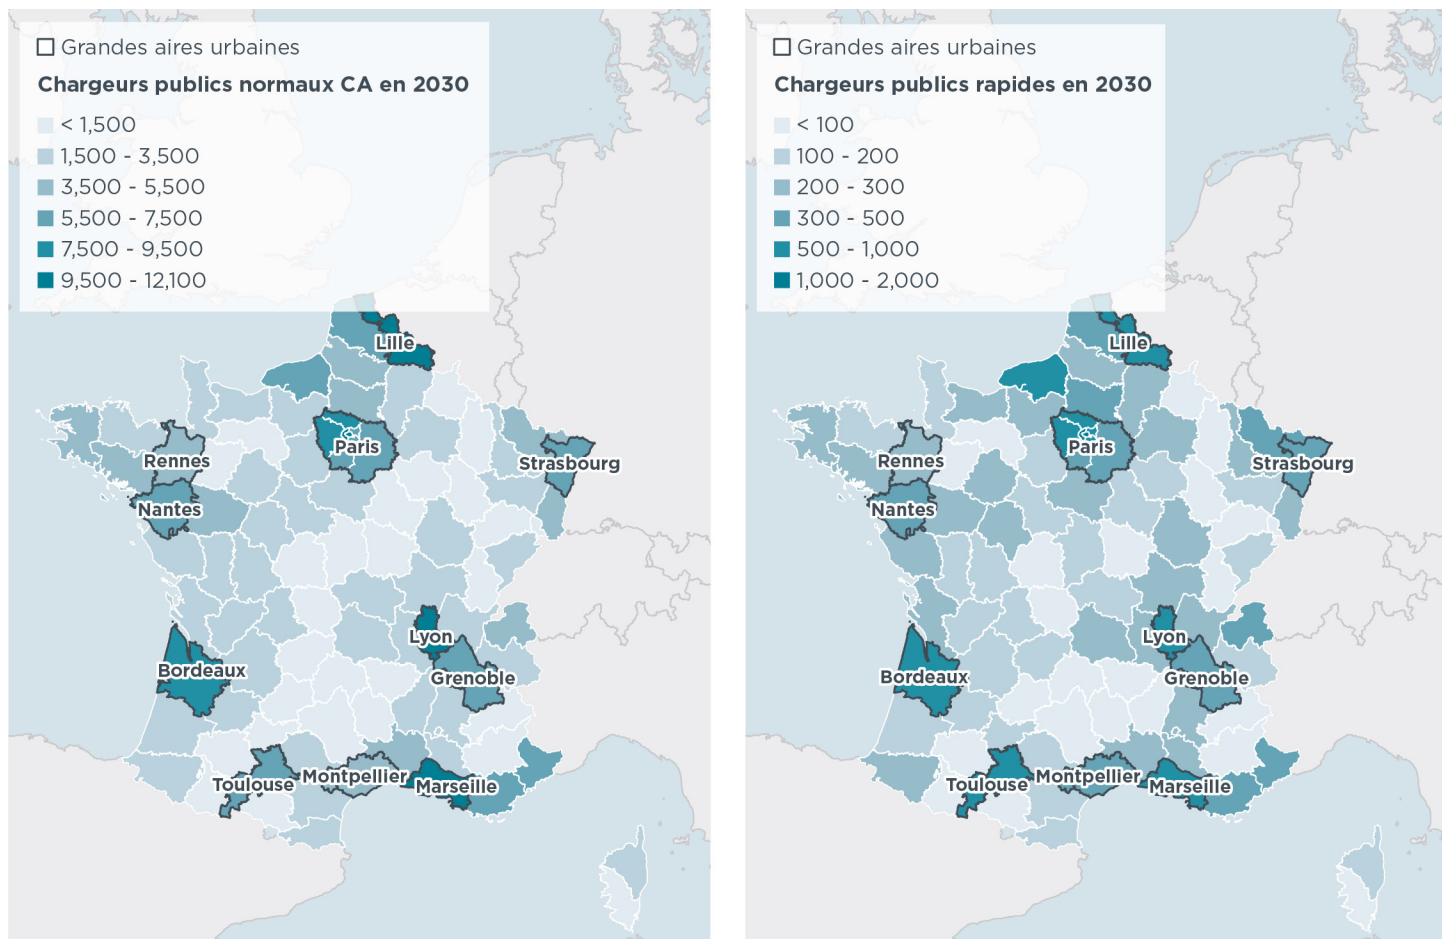 Grandes aires urbaines
Chargeurs publics normaux CA en 2030
< 1,500
1,500 - 3,500
3,500 - 5,500
5,500 - 7,500
7,500 - 9,500
9,500 - 12,100
Lille
Paris
Rennes
Strasbourg
Nantes
Lyon
Bordeaux
Grenoble
Montpellier
Toulouse
Marseille
Grandes aires urbaines
Chargeurs publics rapides en 2030
< 100
100 - 200
200 - 300
300 - 500
500 - 1,000
1,000 - 2,000
Lille
Paris
Rennes
Strasbourg
Nantes
Lyon
Bordeaux
Grenoble
Montpellier
Toulouse
Marseille